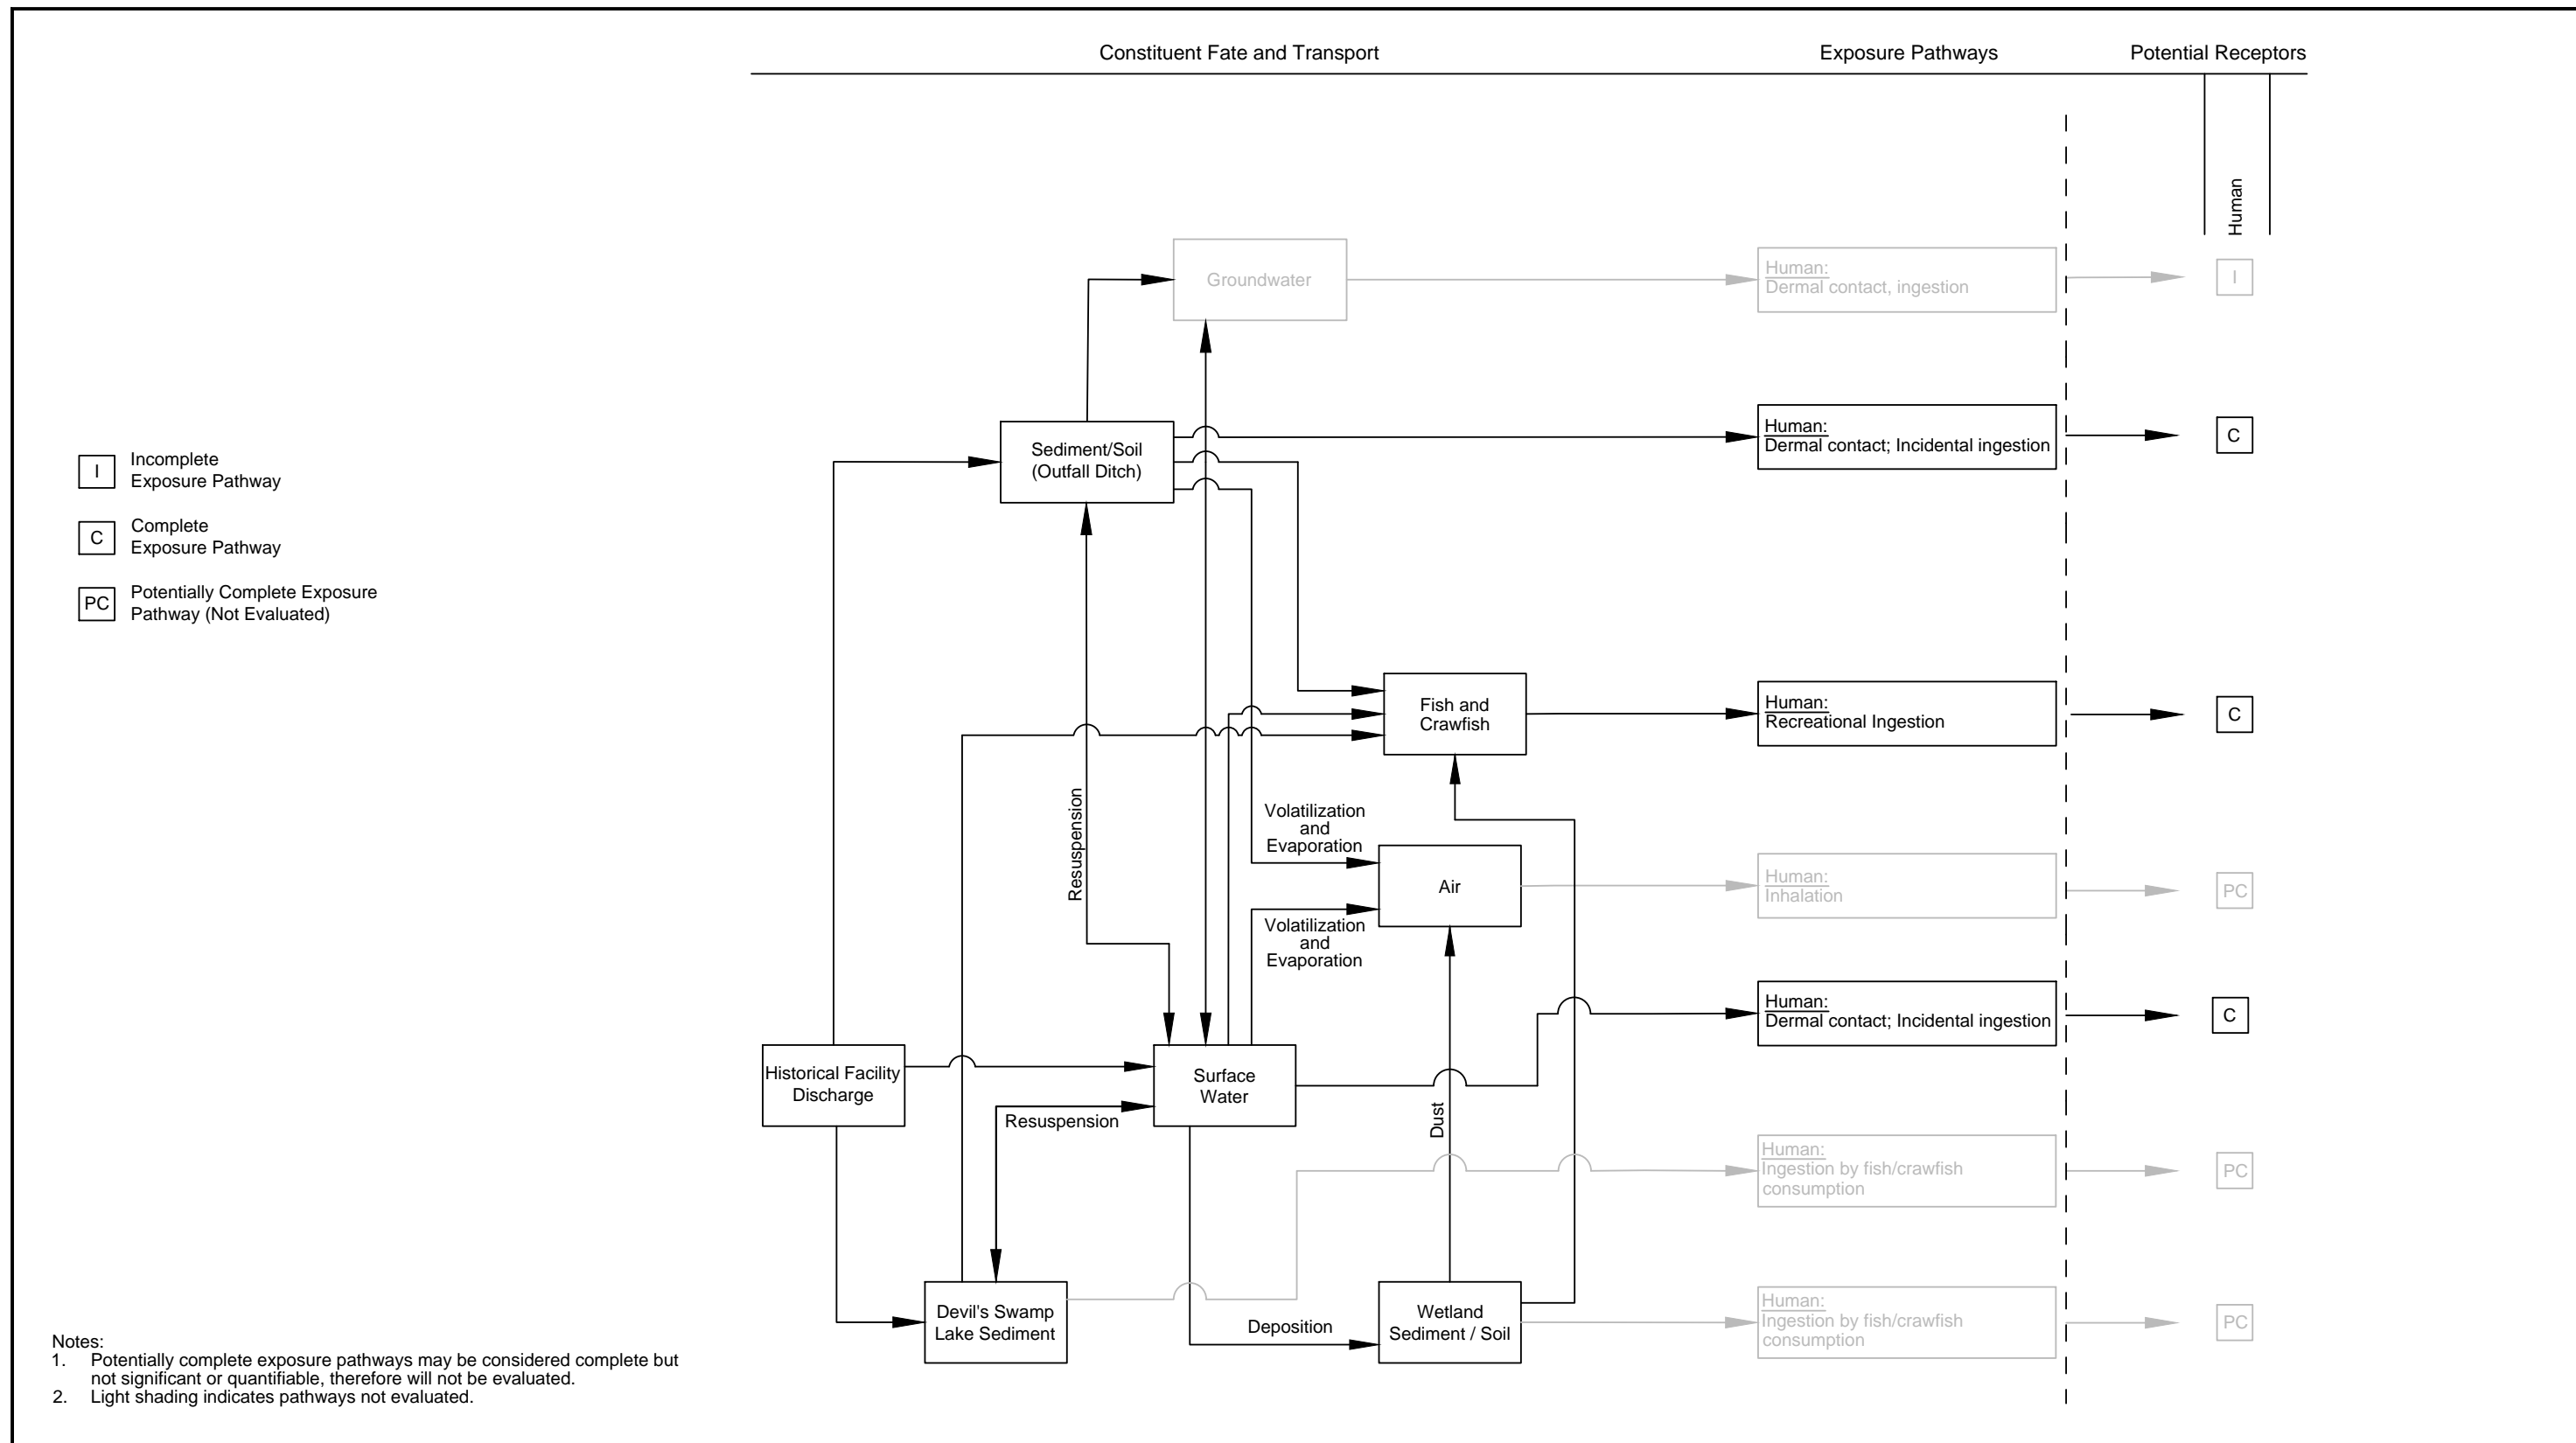 Constituent Fate and Transport
Exposure Pathways
Potential Receptors
Human
Groundwater
Human:
Dermal contact, ingestion
I
Sediment/Soil
(Outfall Ditch)
Human:
Dermal contact; Incidental ingestion
C
I
Incomplete
Exposure Pathway
C
Complete
Exposure Pathway
PC
Potentially Complete Exposure
Pathway (Not Evaluated)
Fish and
Crawfish
Human:
Recreational Ingestion
C
Resuspension
Volatilization
and
Evaporation
Air
Human:
Inhalation
PC
Volatilization
and
Evaporation
Human:
Dermal contact; Incidental ingestion
C
Historical Facility
Discharge
Surface
Water
Resuspension
Dust
Human:
Ingestion by fish/crawfish
consumption
PC
Devil's Swamp
Lake Sediment
Deposition
Wetland
Sediment / Soil
Human:
Ingestion by fish/crawfish
consumption
PC
Notes:
1. Potentially complete exposure pathways may be considered complete but
not significant or quantifiable, therefore will not be evaluated.
2. Light shading indicates pathways not evaluated.